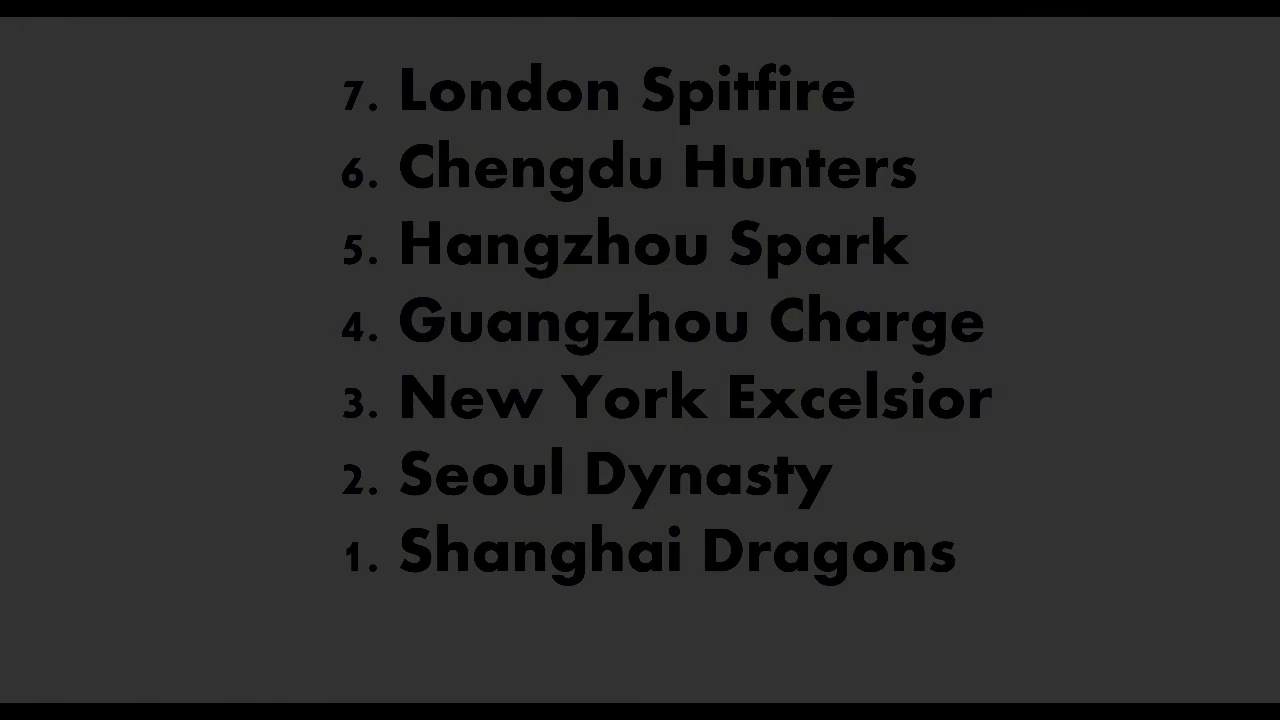 7. London Spitfire
6. Chengdu Hunters
5. Hangzhou Spark
4. Guangzhou Charge
3. New York Excelsior
2. Seoul Dynasty
1. Shanghai Dragons